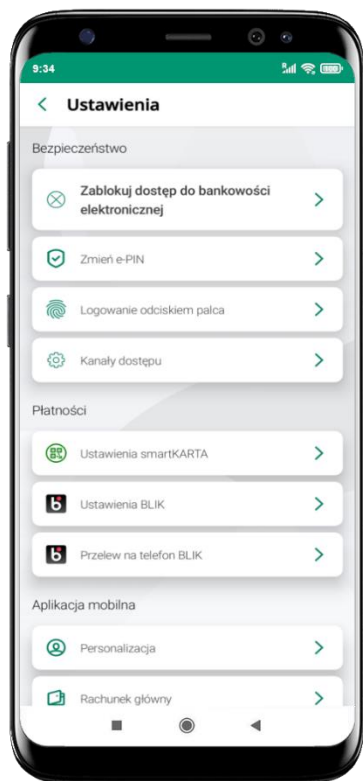 9:34
Ustawienia
Bezpieczeństwo
Zablokuj dostęp do bankowości
elektronicznej
Zmień e-PIN
Logowanie odciskiem palca
Kanały dostępu
Płatności
Ustawienia smartKARTA
Ustawienia BLIK
Przelew na telefon BLIK
Aplikacja mobilna
Personalizacja
Rachunek główny